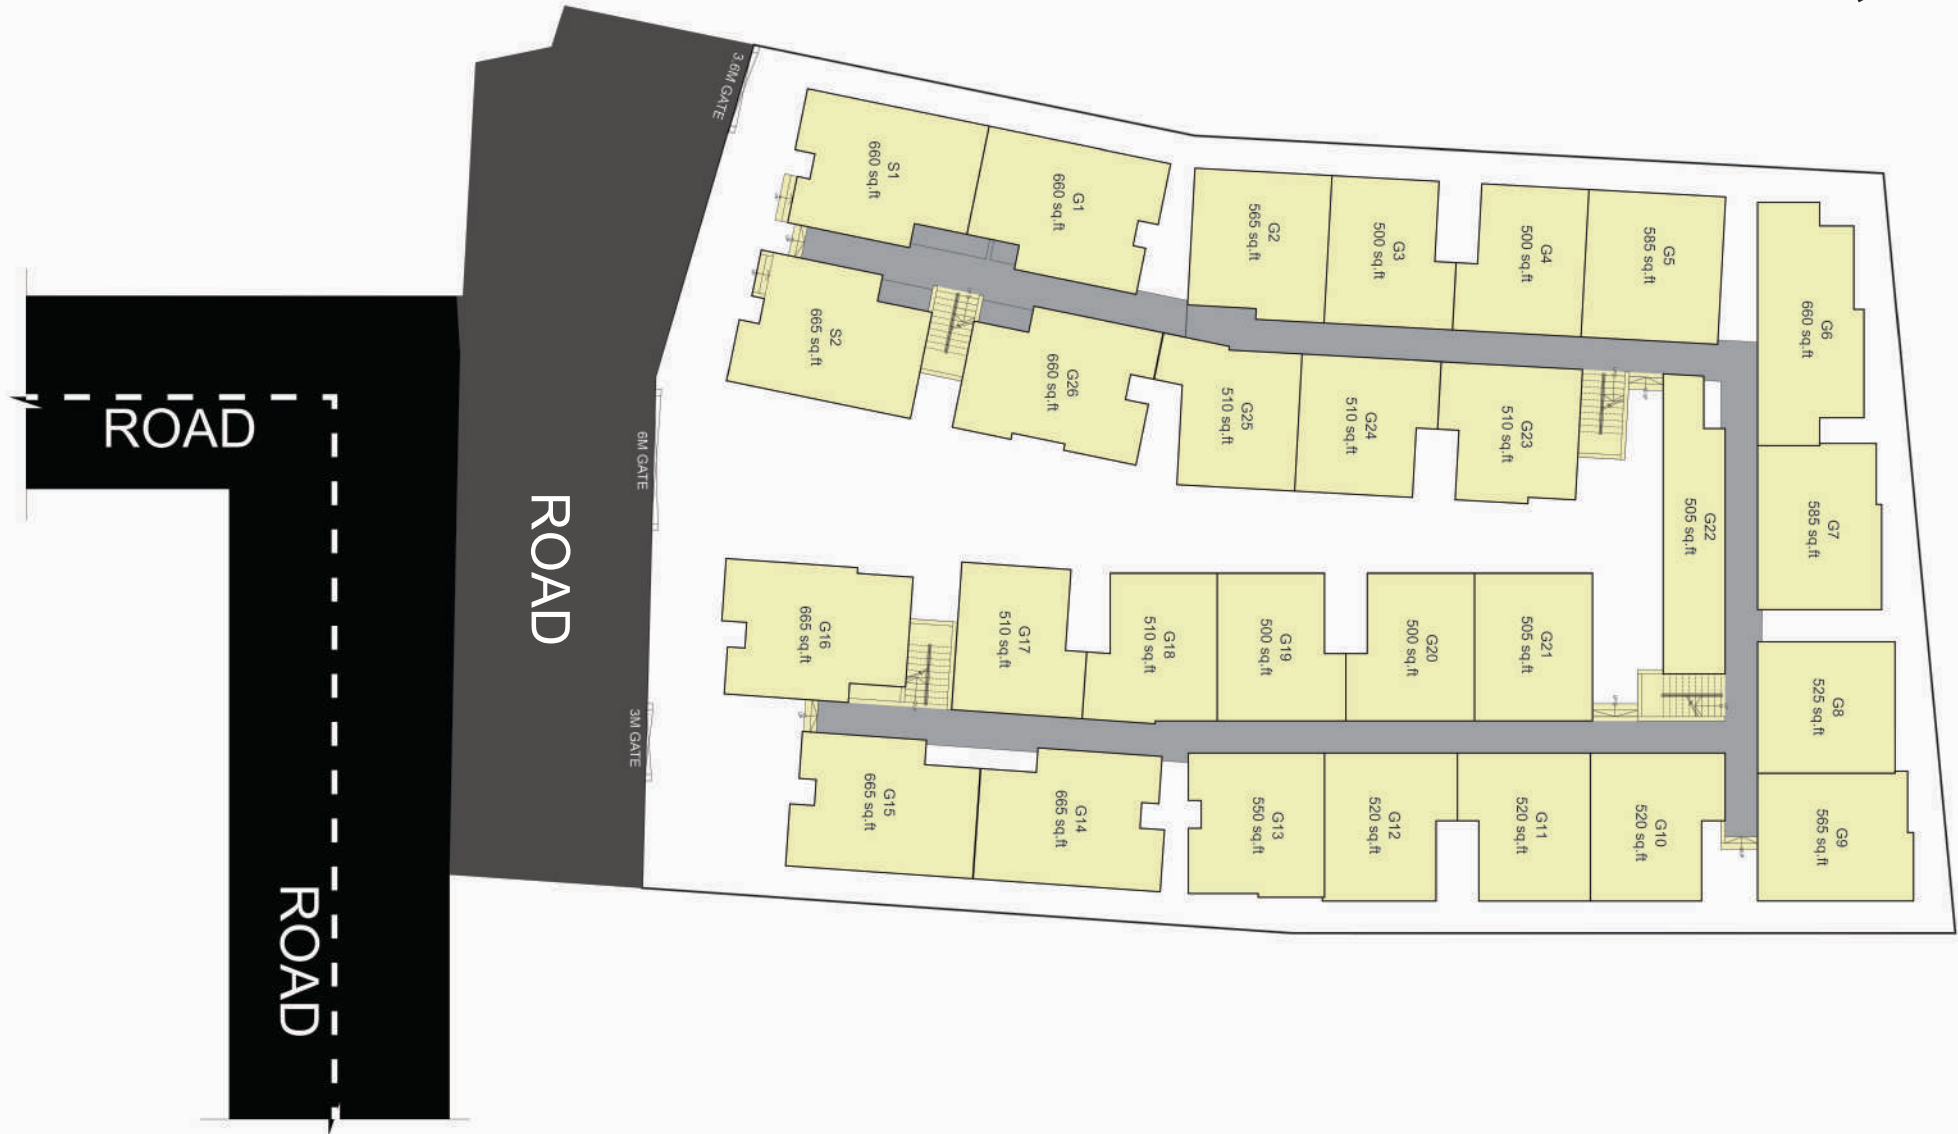 3.6M GATE
S1
660 sq.ft
G1
660 sq.ft
G2
565 sq.ft
G3
500 sq.ft
G4
500 sq.ft
G5
585 sq.ft
G6
660 sq.ft
S2
665 sq.ft
G26
660 sq.ft
G25
510 sq.ft
G24
510 sq.ft
G23
510 sq.ft
G22
505 sq.ft
G7
585 sq.ft
ROAD
6M GATE
ROAD
G16
665 sq.ft
G17
510 sq.ft
G18
510 sq.ft
G19
500 sq.ft
G20
500 sq.ft
G21
505 sq.ft
G8
525 sq.ft
3M GATE
G15
665 sq.ft
G14
665 sq.ft
G13
550 sq.ft
G12
520 sq.ft
G11
520 sq.ft
G10
520 sq.ft
G9
565 sq.ft
ROAD